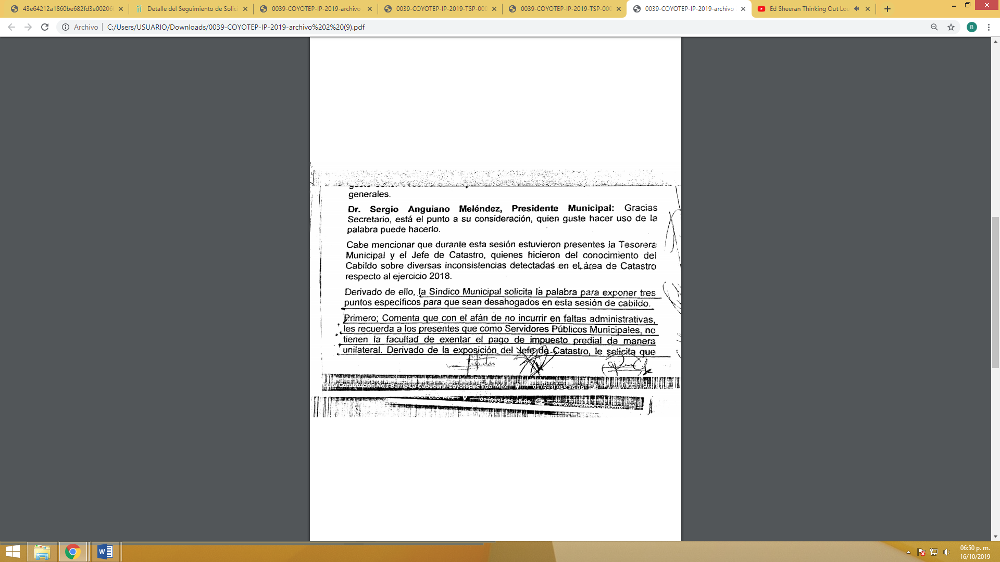 43e64212a1860be682fd3e00206
Detalle del Seguimiento de Solici
0039-COYOTEP-IP-2019-archivo
0039-COYOTEP-IP-2019-TSP-000
0039-COYOTEP-IP-2019-TSP-000
0039-COYOTEP-IP-2019-archivo
Ed Sheeran Thinking Out Lou
Archivo
C:/Users/USUARIO/Downloads/0039-COYOTEP-IP-2019-archivo%202%20(9).pdf
B
generales.
Dr. Sergio Anguiano Meléndez, Presidente Municipal: Gracias
Secretario, está el punto a su consideración, quien guste hacer uso de la
palabra puede hacerlo.
Cabe mencionar que durante esta sesión estuvieron presentes la Tesorera
Municipal y el Jefe de Catastro, quienes hicieron del conocimiento del
Cabildo sobre diversas inconsistencias detectadas en el área de Catastro
respecto al ejercicio 2018.
Derivado de ello, la Síndico Municipal solicita la palabra para exponer tres
puntos específicos para que sean desahogados en esta sesión de cabildo.
Primero; Comenta que con el afán de no incurrir en faltas administrativas,
les recuerda a los presentes que como Servidores Públicos Municipales, no
tienen la facultad de exentar el pago de impuesto predial de manera
unilateral. Derivado de la exposición del Jefe de Catastro, le solicita que
Constitución No.1 Barrio La Cabecera, Coyotepec Edo. Mex 01 (593) 915 26 89
Edo. Mex 01 (593) 915 26 89
06:50 p. m.
16/10/2019